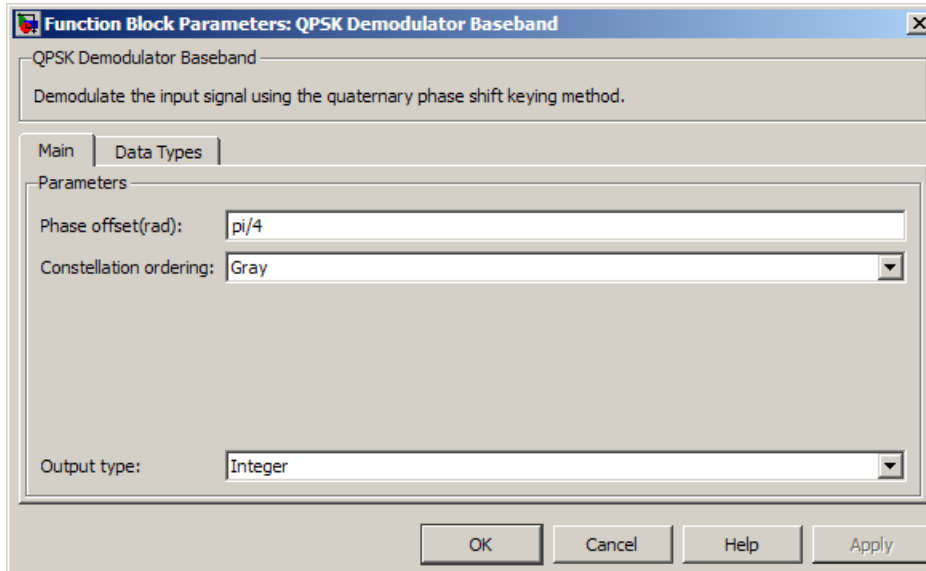 Function Block Parameters: QPSK Demodulator Baseband
QPSK Demodulator Baseband
Demodulate the input signal using the quaternary phase shift keying method.
Main Data Types
Parameters
Phase offset(rad): pi/4
Constellation ordering: Gray
Output type: Integer
OK Cancel Help Apply